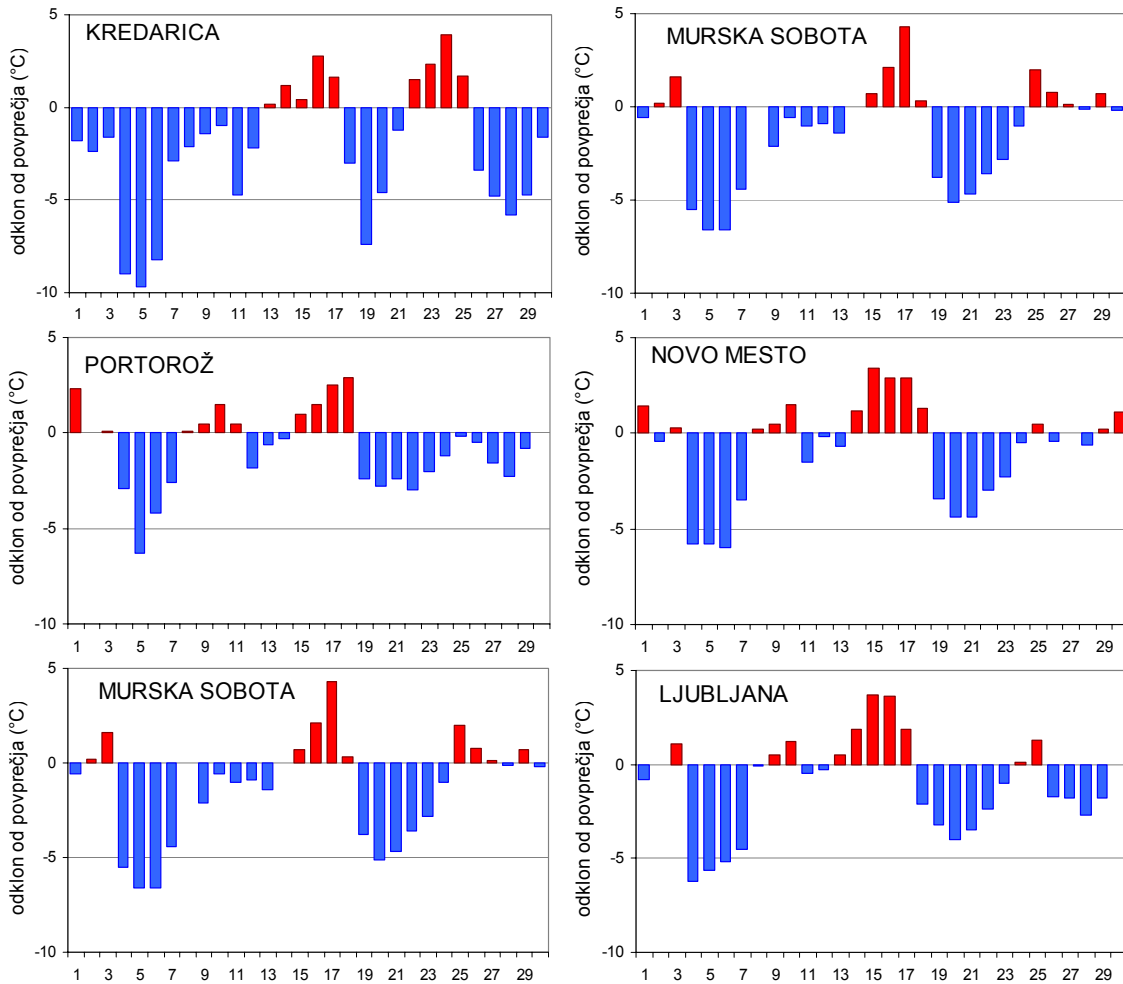 KREDARICA
odklon od povprečja (°C)
5
0
-5
-10
1 3 5 7 9 11 13 15 17 19 21 23 25 27 29
MURSKA SOBOTA
odklon od povprečja (°C)
5
0
-5
-10
1 3 5 7 9 11 13 15 17 19 21 23 25 27 29
PORTOROŽ
odklon od povprečja (°C)
5
0
-5
-10
1 3 5 7 9 11 13 15 17 19 21 23 25 27 29
NOVO MESTO
odklon od povprečja (°C)
5
0
-5
-10
1 3 5 7 9 11 13 15 17 19 21 23 25 27 29
MURSKA SOBOTA
odklon od povprečja (°C)
5
0
-5
-10
1 3 5 7 9 11 13 15 17 19 21 23 25 27 29
LJUBLJANA
odklon od povprečja (°C)
5
0
-5
-10
1 3 5 7 9 11 13 15 17 19 21 23 25 27 29